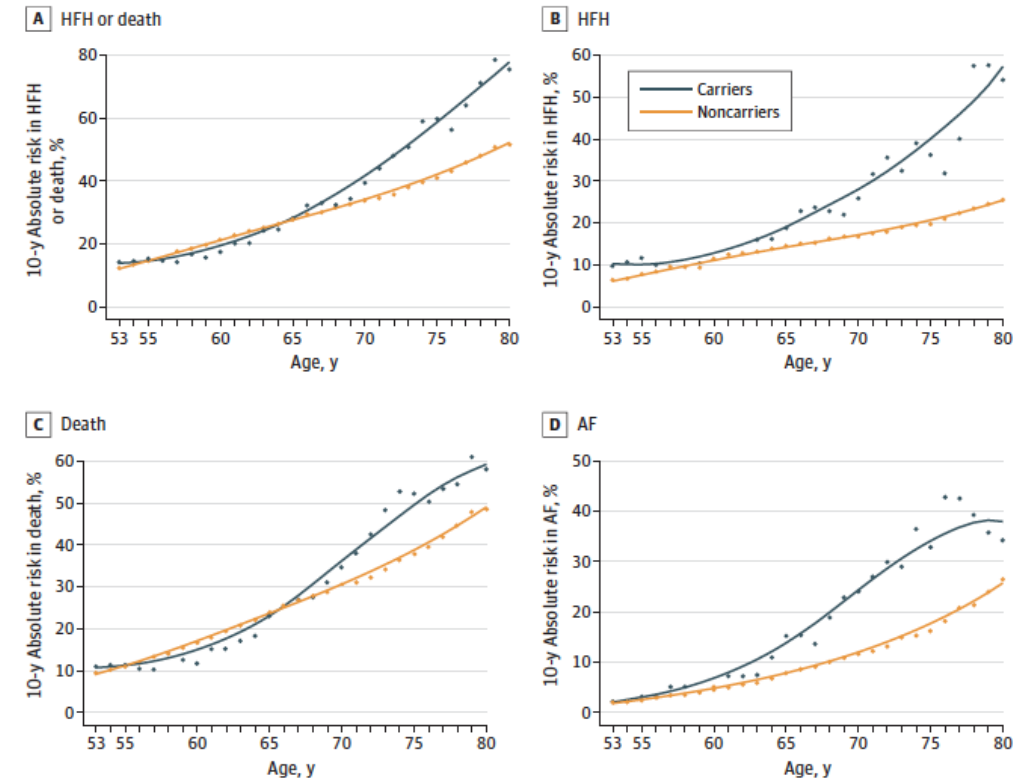 A HFH or death
10-y Absolute risk in HFH
or death, %
80
60
40
20
0
53 55 60 65 70 75 80
Age, y
B HFH
10-y Absolute risk in HFH, %
60
50
40
30
20
10
0
Carriers
Noncarriers
53 55 60 65 70 75 80
Age, y
C Death
10-y Absolute risk in death, %
60
50
40
30
20
10
0
53 55 60 65 70 75 80
Age, y
D AF
10-y Absolute risk in AF, %
50
40
30
20
10
0
53 55 60 65 70 75 80
Age, y